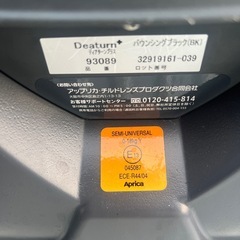 Deaturn+
バウンシングブラック(BK)
ディアターンプラス
93089
32919161-039
品番
ロット番号
アップリカ・チルドレンズプロダクツ合同会社
お客様サポートセンター
0120-415-814
SEMI-UNIVERSAL
E
045087
ECE-R44/04
Aprica